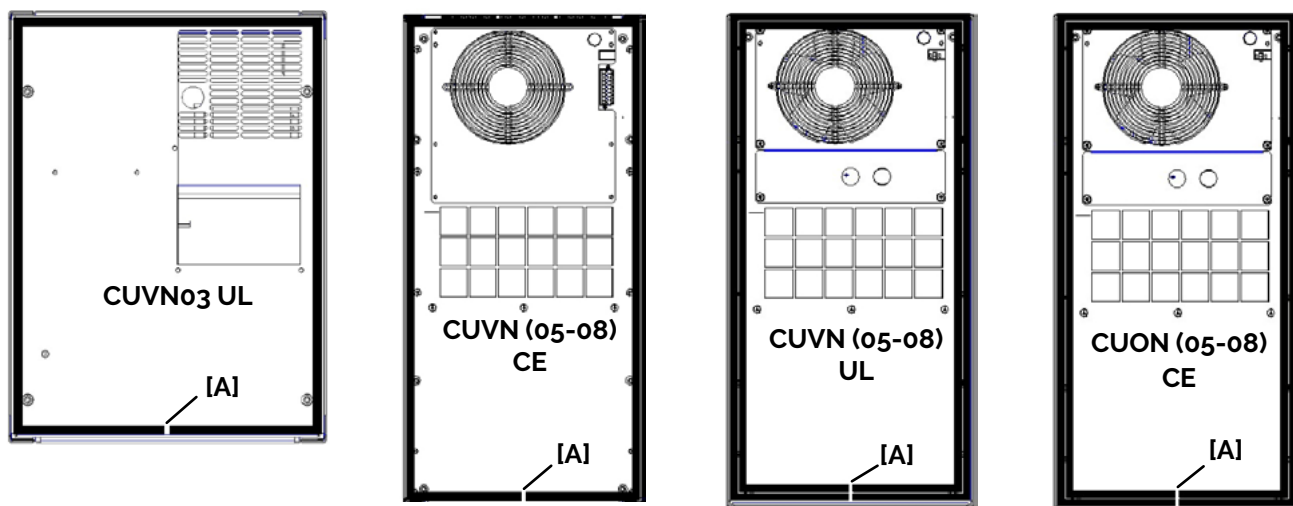 CUVN03 UL
[A]
CUVN (05-08)
CE
[A]
CUVN (05-08)
UL
[A]
CUON (05-08)
CE
[A]